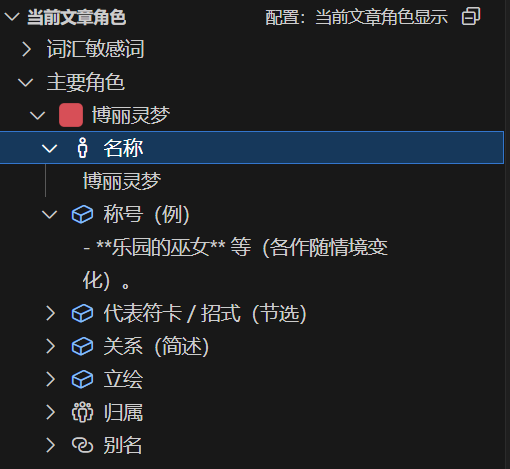 当前文章角色 配置：当前文章角色显示
词汇敏感词
主要角色
博丽灵梦
名称
博丽灵梦
称号（例）
- **乐园的巫女** 等（各作随情境变
化）。
代表符卡 / 招式（节选）
关系（简述）
立绘
归属
别名